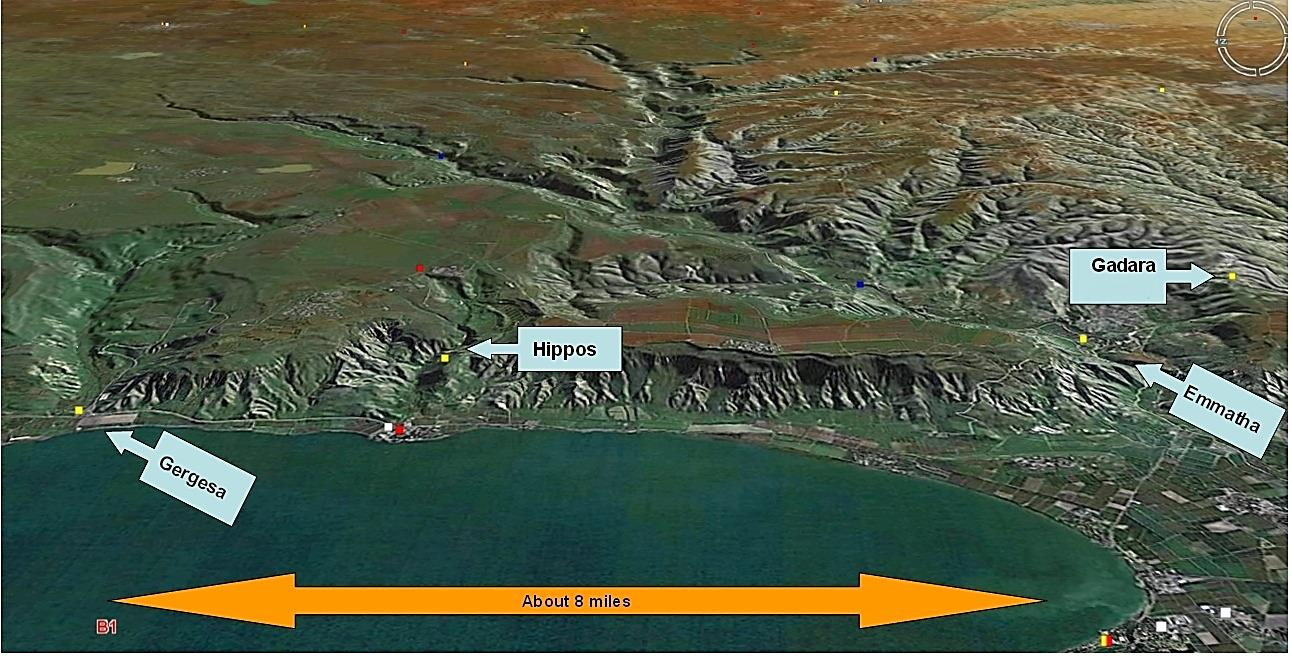 Gadara
Hippos
Emmatha
Gergesa
About 8 miles
B1